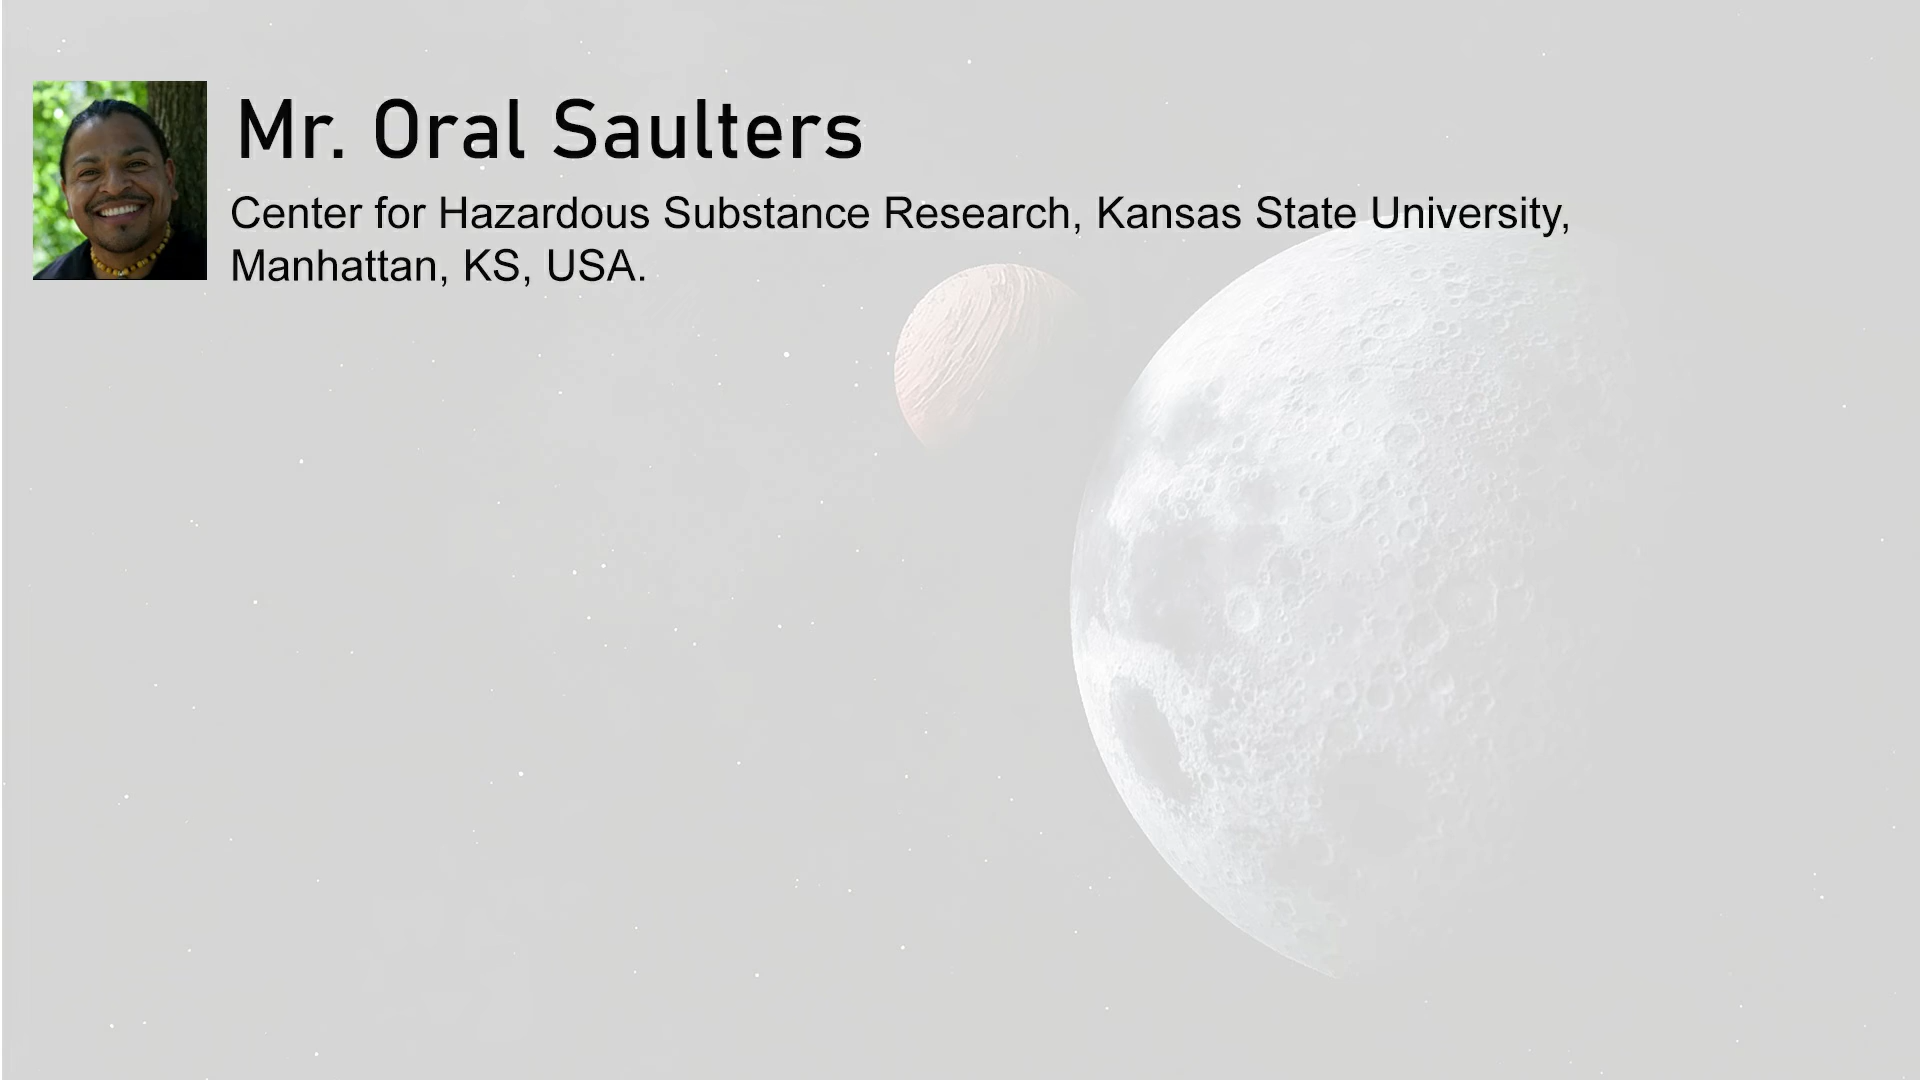 Mr. Oral Saulters
Center for Hazardous Substance Research, Kansas State University,
Manhattan, KS, USA.